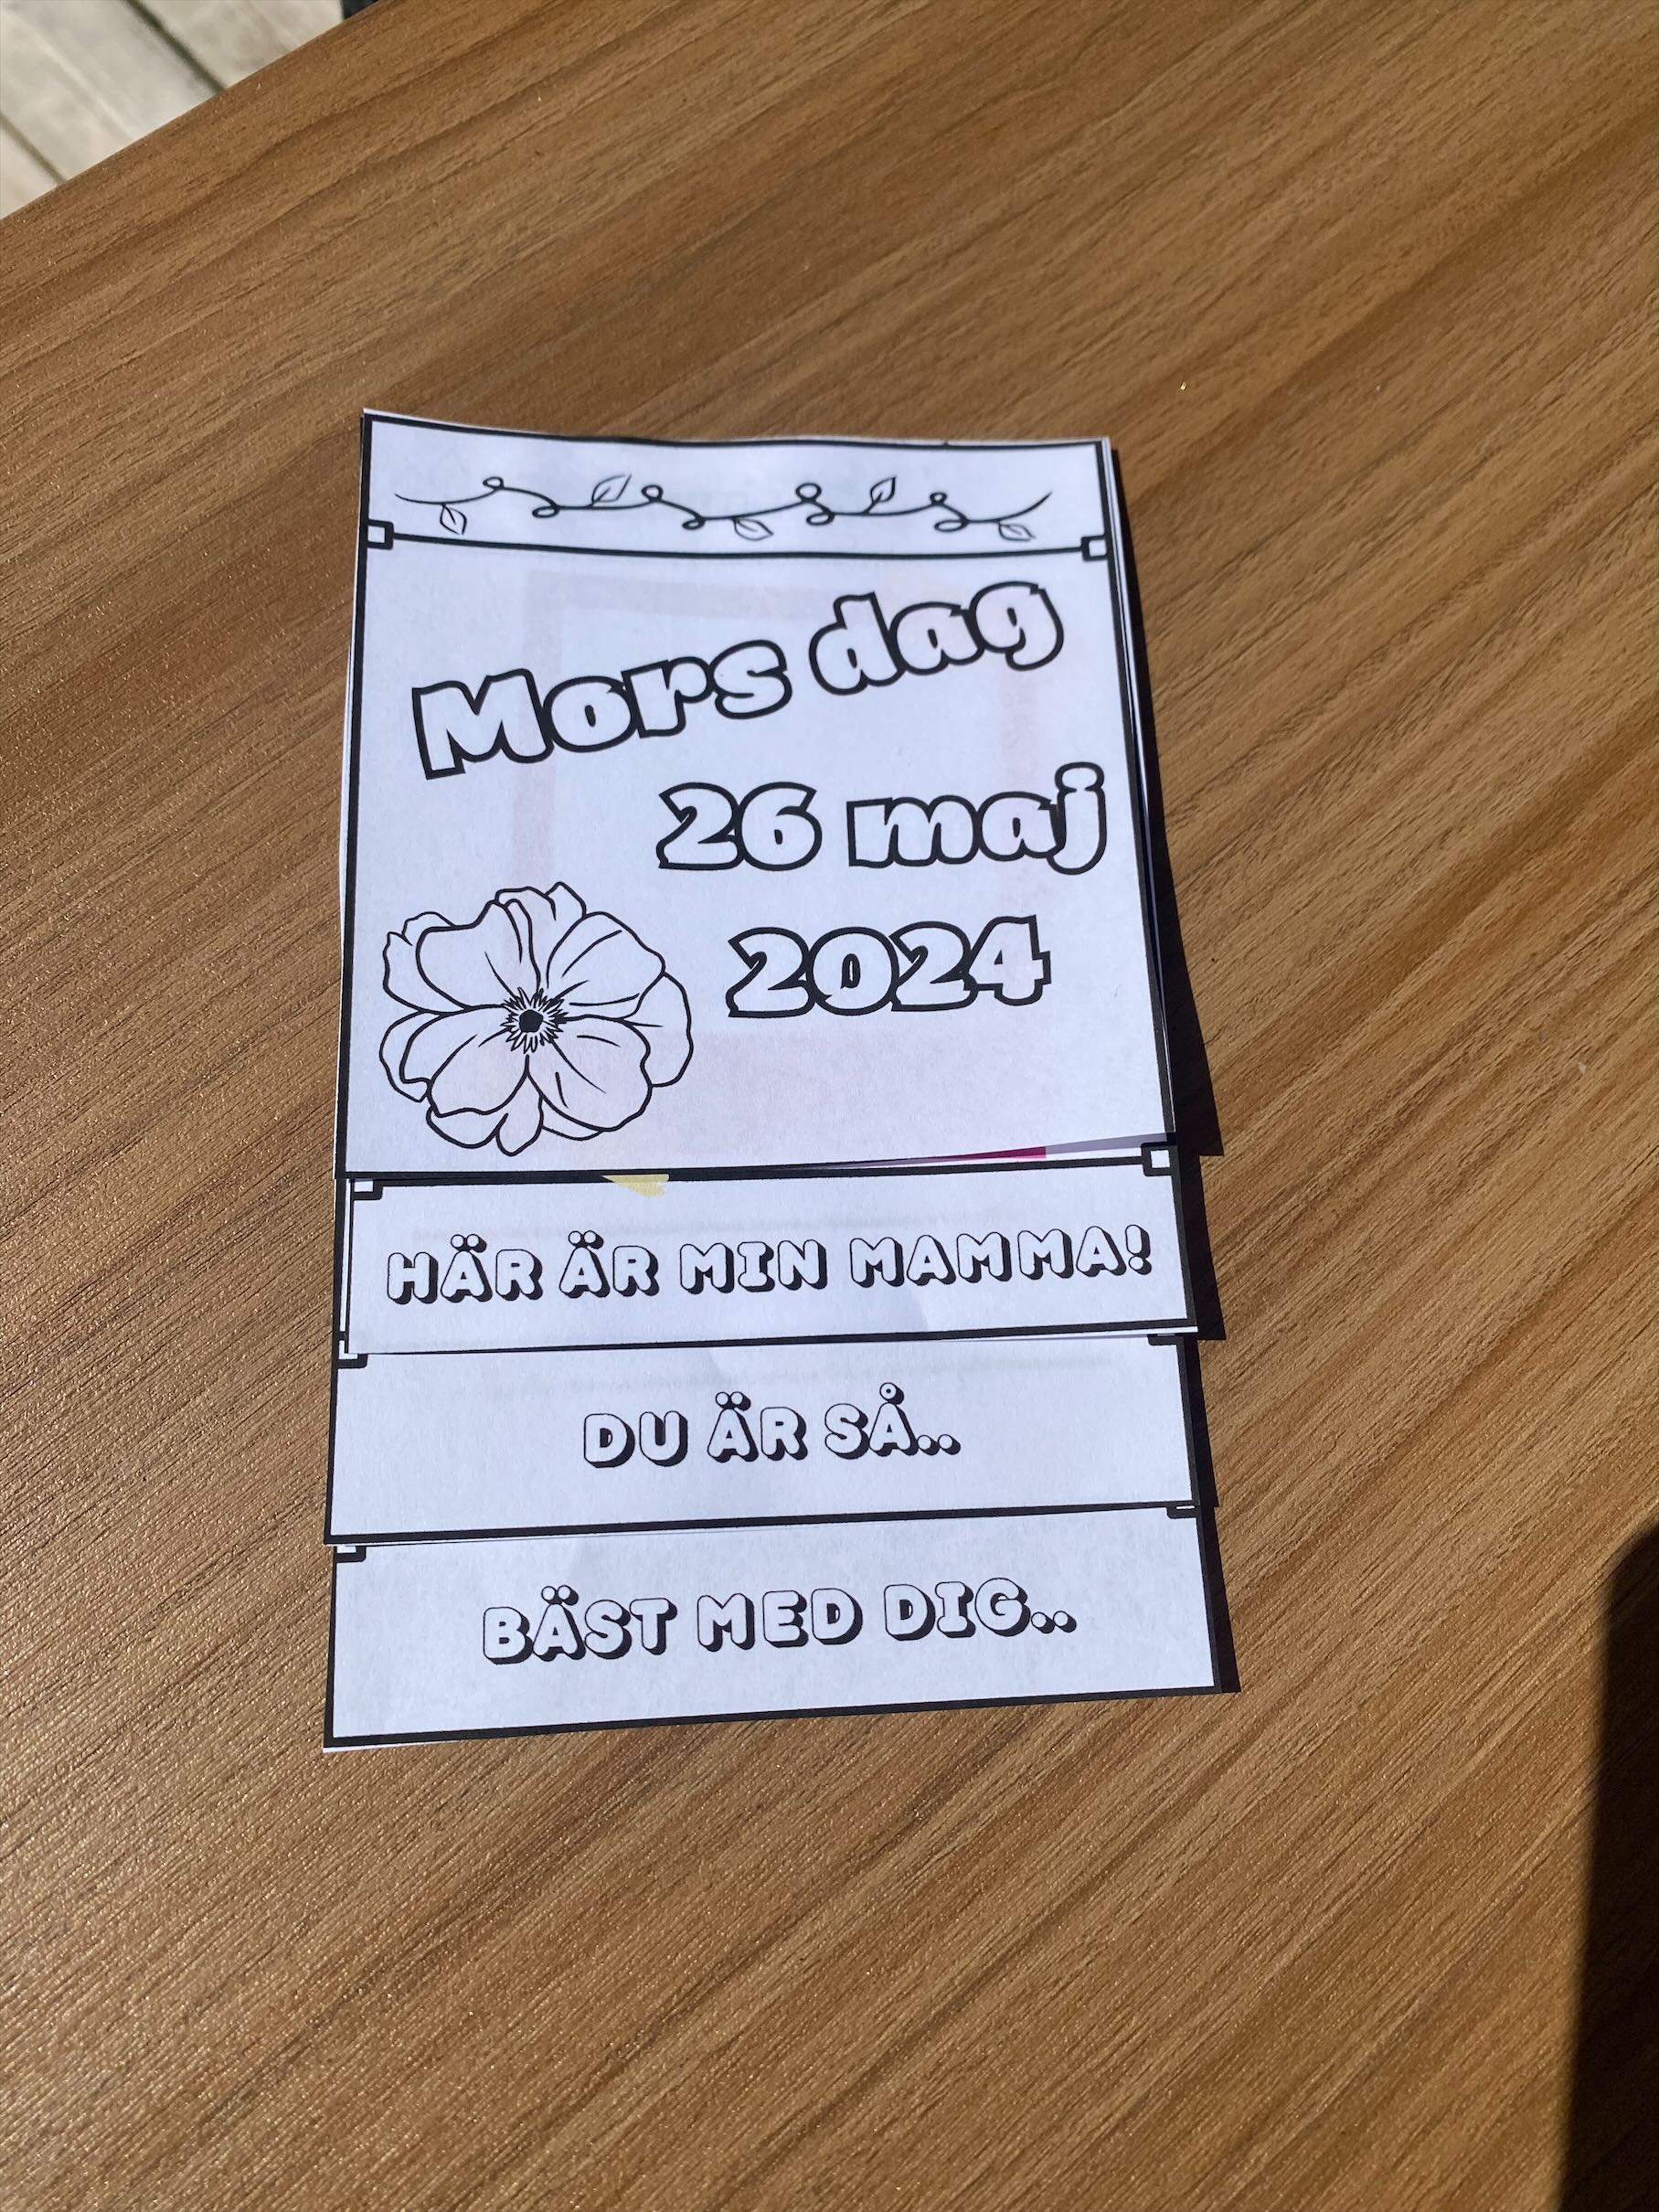 Mors dag
26 maj
2024
HÄR ÄR MIN MAMMA!
DU ÄR SÅ..
BÄST MED DIG..